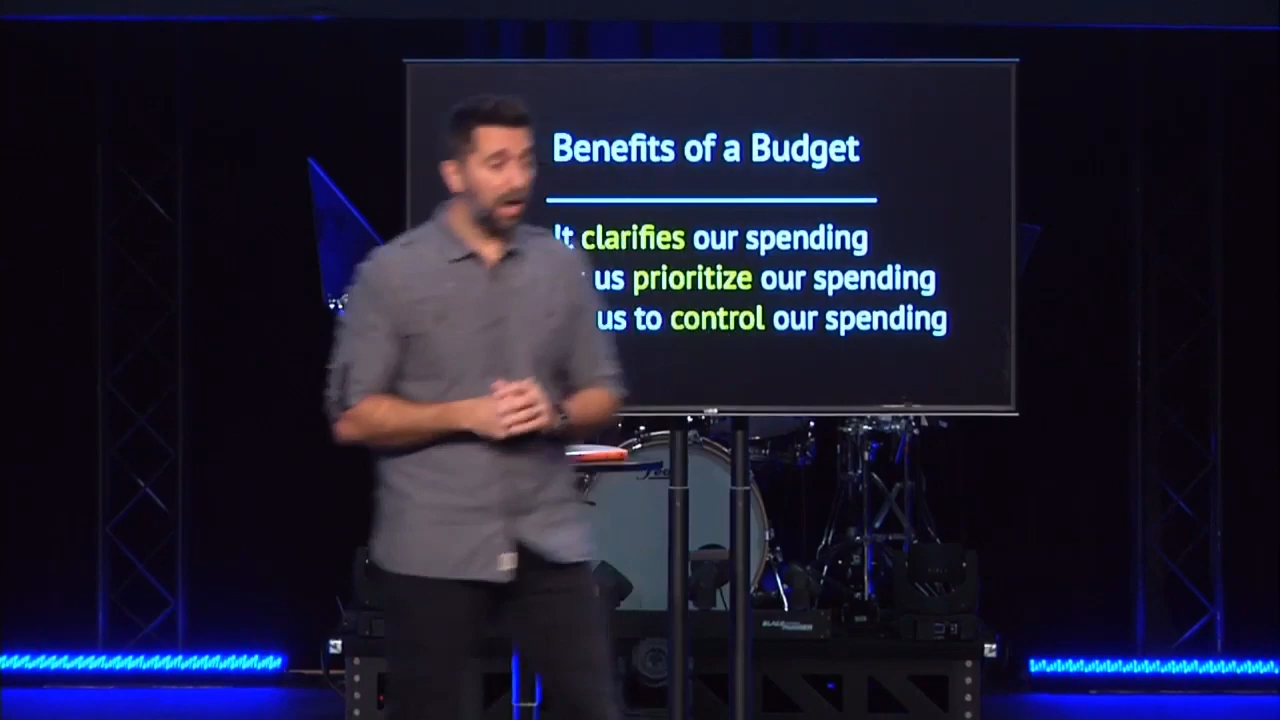 Benefits of a Budget
It clarifies our spending
us prioritize our spending
us to control our spending